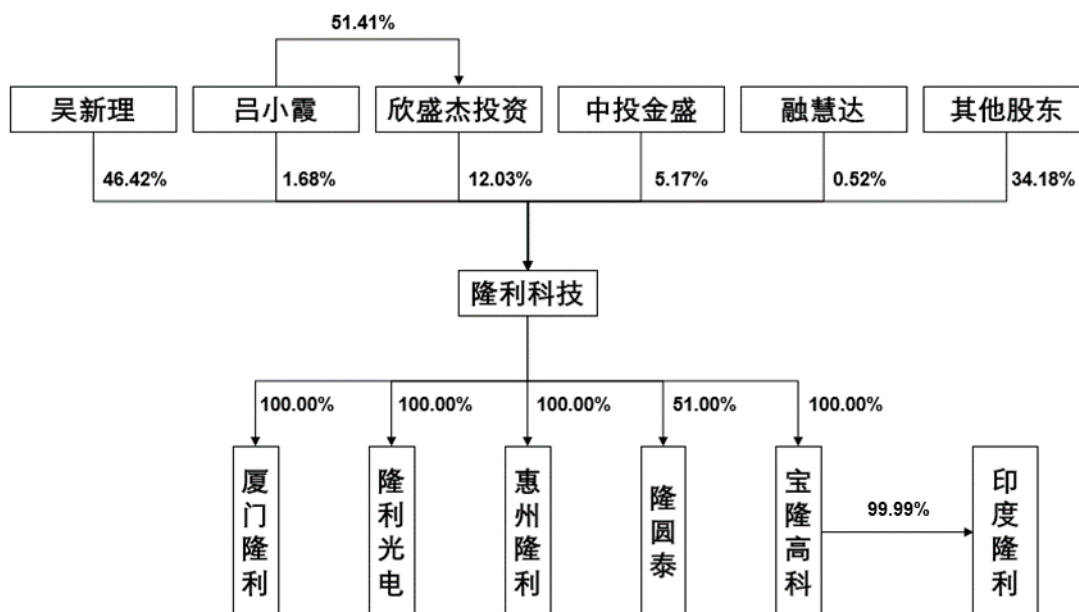 51.41%
吴新理
吕小霞
欣盛杰投资
中投金盛
融慧达
其他股东
46.42%
1.68%
12.03%
5.17%
0.52%
34.18%
隆利科技
100.00%
100.00%
100.00%
51.00%
100.00%
厦门隆利
隆利光电
惠州隆利
隆圆泰
宝隆高科
99.99%
印度隆利